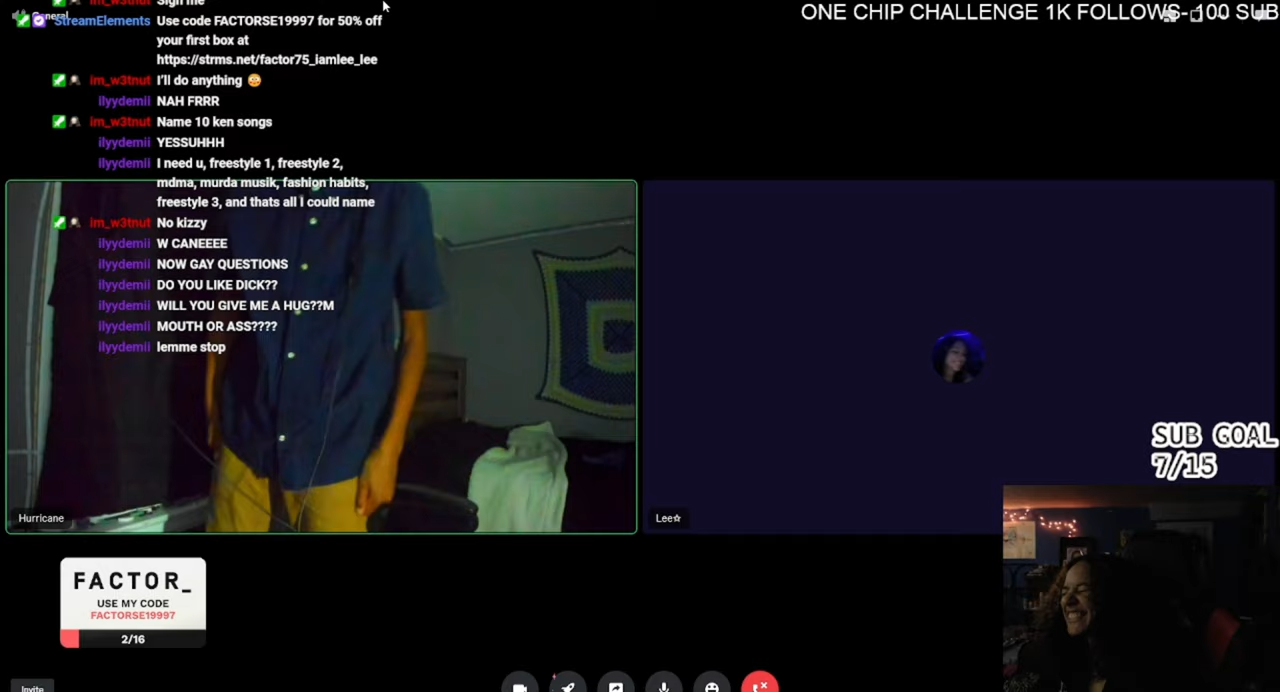 General
Sign me
ONE CHIP CHALLENGE 1K FOLLOWS- 100 SUB
StreamElements Use code FACTORSE19997 for 50% off
your first box at
https://strms.net/factor75_iamlee_lee
im_w3tnut I'll do anything 😳
ilyydemii NAH FRRR
im_w3tnut Name 10 ken songs
ilyydemii YESSUHHH
ilyydemii I need u, freestyle 1, freestyle 2,
mdma, murda musik, fashion habits,
freestyle 3, and thats all i could name
im_w3tnut No kizzy
ilyydemii W CANEEEE
ilyydemii NOW GAY QUESTIONS
ilyydemii DO YOU LIKE DICK??
ilyydemii WILL YOU GIVE ME A HUG??M
ilyydemii MOUTH OR ASS????
ilyydemii lemme stop
Hurricane
Lee☆
SUB GOAL
7/15
FACTOR_
USE MY CODE
FACTORSE19997
2/16
Invite